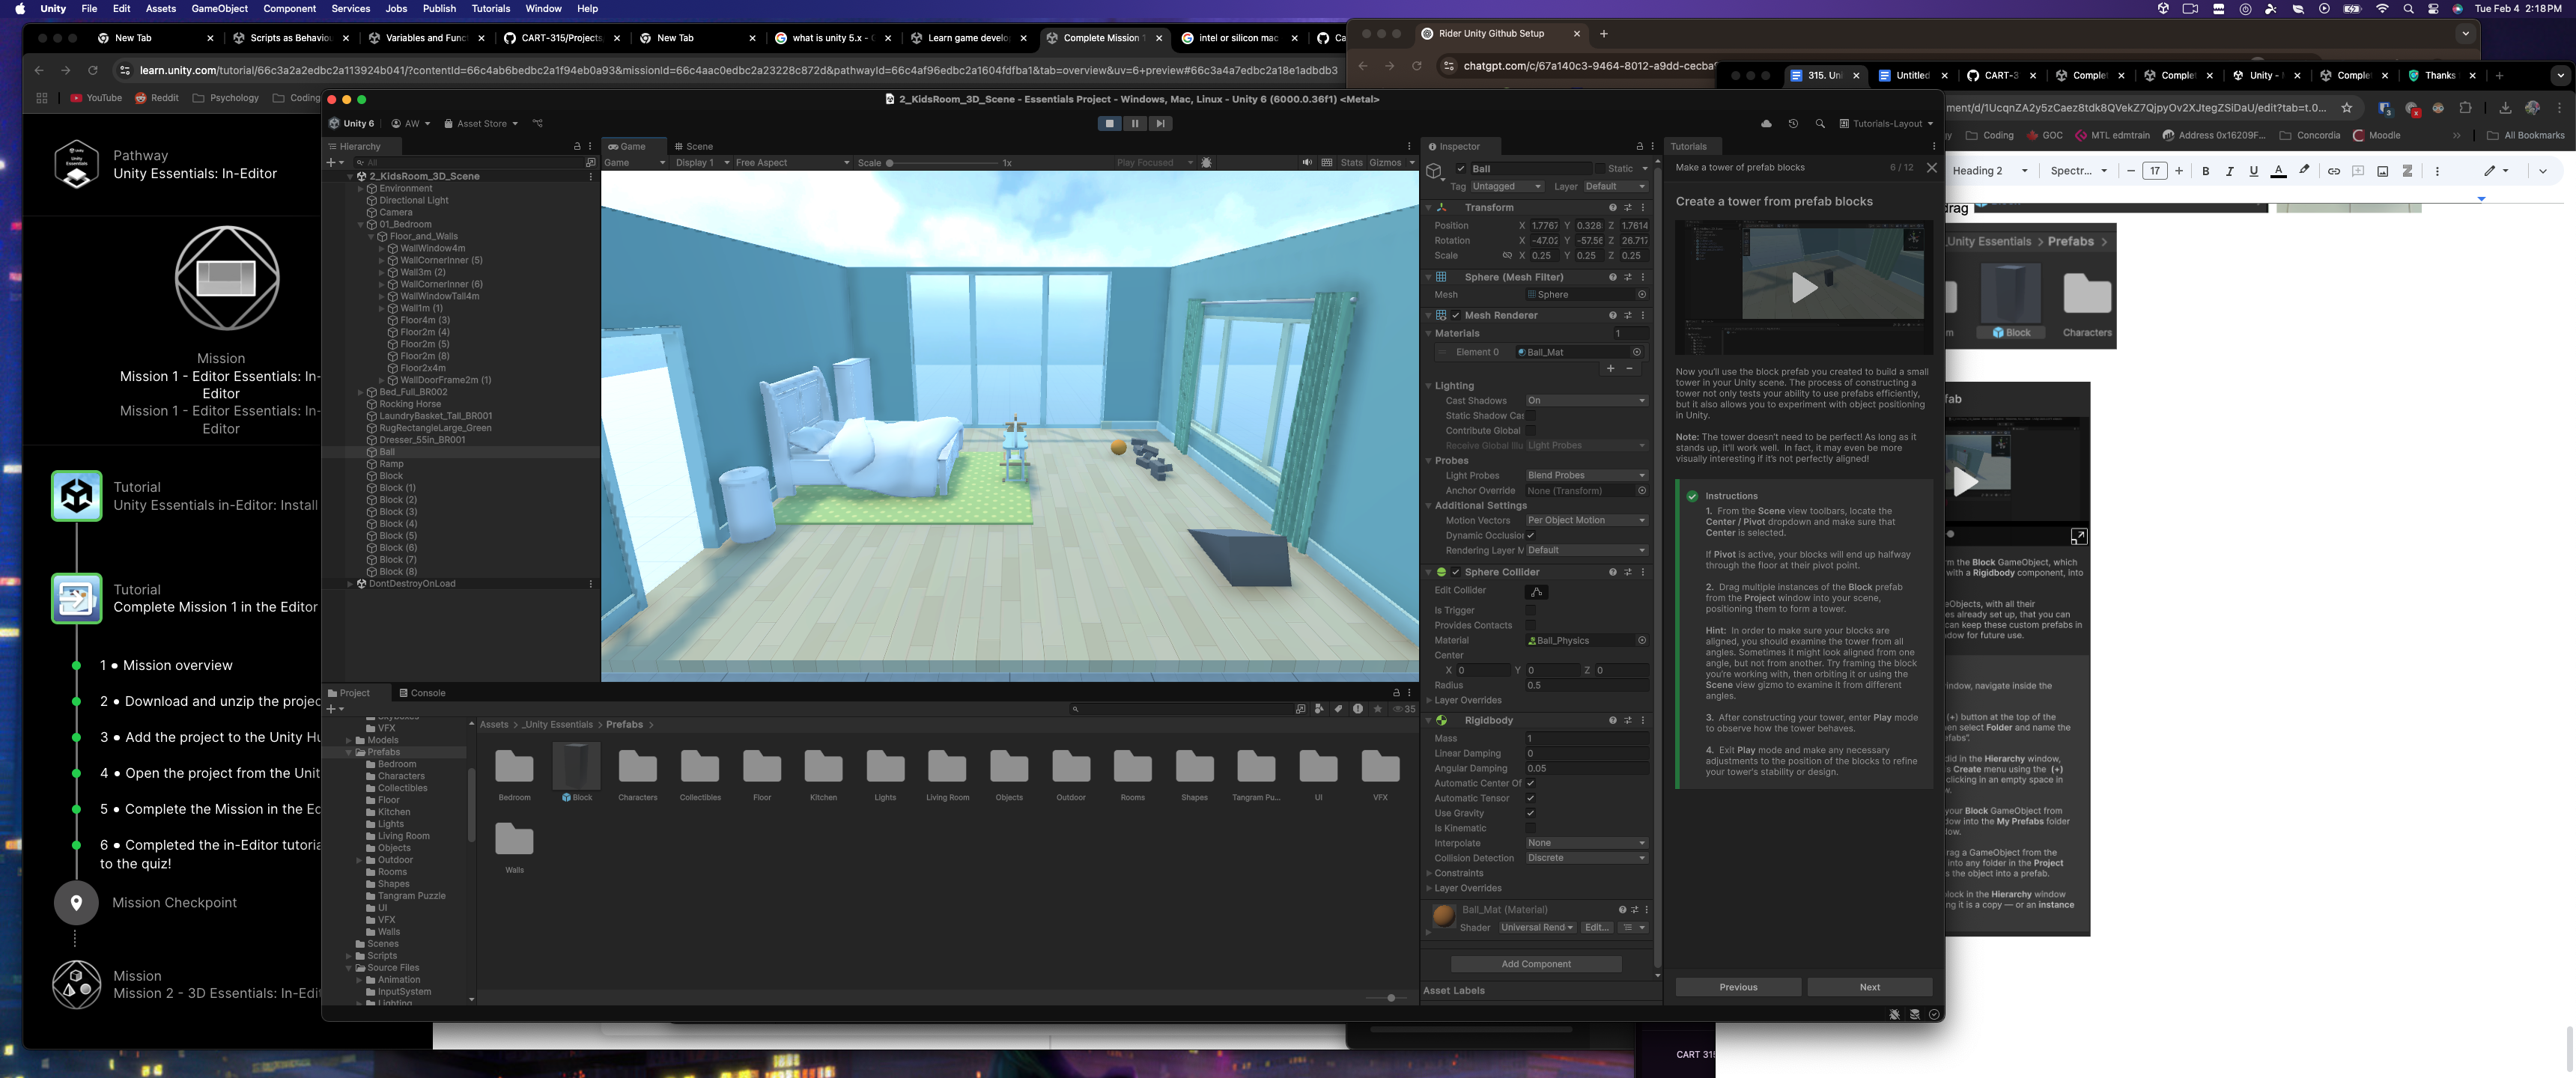 Unity File Edit Assets GameObject Component Services Jobs Publish Tutorials Window Help
Tue Feb 4 2:18 PM
New Tab
Scripts as Behaviou
Variables and Func
CART-315/Projects
New Tab
what is unity 5.x -
Learn game develo
Complete Mission 1
intel or silicon mac
Ca
learn.unity.com/tutorial/66c3a2a2edbc2a113924b041/?contentId=66c4ab6bedbc2a1f94eb0a93&missionId=66c4aac0edbc2a23228c872d&pathwayId=66c4af96edbc2a1604fdfba1&tab=overview&uv=6+preview#66c3a4a7edbc2a18e1adbdb3
YouTube Reddit Psychology Coding
Rider Unity Github Setup
chatgpt.com/c/67a140c3-9464-8012-a9dd-cecba
315. Uni
Untitled
CART-3
Complet
Complet
Unity -
Comple
Thanks
ment/d/1UcqnZA2y5zCaez8tdk8QVekZ7QjpyOv2XJtegZSiDaU/edit?tab=t.0...
Coding GOC MTL edmtrain Address 0x16209F... Concordia Moodle All Bookmarks
Heading 2 Spectr... 17 B I U A
drag
Unity Essentials > Prefabs >
Block
Characters
Pathway
Unity Essentials: In-Editor
Mission
Mission 1 - Editor Essentials: In-
Editor
Mission 1 - Editor Essentials: In-
Editor
Tutorial
Unity Essentials in-Editor: Install
Tutorial
Complete Mission 1 in the Editor
1 • Mission overview
2 • Download and unzip the projec
3 • Add the project to the Unity Hu
4 • Open the project from the Unit
5 • Complete the Mission in the Ed
6 • Completed the in-Editor tutoria
to the quiz!
Mission Checkpoint
Mission
Mission 2 - 3D Essentials: In-Edit
2_KidsRoom_3D_Scene - Essentials Project - Windows, Mac, Linux - Unity 6 (6000.0.36f1) <Metal>
Unity 6 AW Asset Store
Tutorials-Layout
Hierarchy
All
2_KidsRoom_3D_Scene
Environment
Directional Light
Camera
01_Bedroom
Floor_and_Walls
WallWindow4m
WallCornerInner (5)
Wall3m (2)
WallCornerInner (6)
WallWindowTall4m
Wall1m (1)
Floor4m (3)
Floor2m (4)
Floor2m (5)
Floor2m (8)
Floor2x4m
WallDoorFrame2m (1)
Bed_Full_BR002
Rocking Horse
LaundryBasket_Tall_BR001
RugRectangleLarge_Green
Dresser_55in_BR001
Ball
Ramp
Block
Block (1)
Block (2)
Block (3)
Block (4)
Block (5)
Block (6)
Block (7)
Block (8)
DontDestroyOnLoad
Game Scene
Game Display 1 Free Aspect Scale 1x Play Focused Stats Gizmos
Inspector
Ball Static
Tag Untagged Layer Default
Transform
Position X 1.7767 Y 0.328 Z 1.7614
Rotation X -47.02 Y -57.56 Z 26.717
Scale X 0.25 Y 0.25 Z 0.25
Sphere (Mesh Filter)
Mesh Sphere
Mesh Renderer
Materials 1
Element 0 Ball_Mat
Lighting
Cast Shadows On
Static Shadow Cas
Contribute Global
Receive Global Illu Light Probes
Probes
Light Probes Blend Probes
Anchor Override None (Transform)
Additional Settings
Motion Vectors Per Object Motion
Dynamic Occlusion
Rendering Layer M Default
Sphere Collider
Edit Collider
Is Trigger
Provides Contacts
Material Ball_Physics
Center
X 0 Y 0 Z 0
Radius 0.5
Layer Overrides
Rigidbody
Mass 1
Linear Damping 0
Angular Damping 0.05
Automatic Center Of
Automatic Tensor
Use Gravity
Is Kinematic
Interpolate None
Collision Detection Discrete
Constraints
Layer Overrides
Ball_Mat (Material)
Shader Universal Rend Edit...
Add Component
Asset Labels
Tutorials
Make a tower of prefab blocks 6 / 12
Create a tower from prefab blocks
Now you'll use the block prefab you created to build a small
tower in your Unity scene. The process of constructing a
tower not only tests your ability to use prefabs efficiently,
but it also allows you to experiment with object positioning
in Unity.
Note: The tower doesn't need to be perfect! As long as it
stands up, it'll work well. In fact, it may even be more
visually interesting if it's not perfectly aligned!
Instructions
1. From the Scene view toolbars, locate the
Center / Pivot dropdown and make sure that
Center is selected.
If Pivot is active, your blocks will end up halfway
through the floor at their pivot point.
2. Drag multiple instances of the Block prefab
from the Project window into your scene,
positioning them to form a tower.
Hint: In order to make sure your blocks are
aligned, you should examine the tower from all
angles. Sometimes it might look aligned from one
angle, but not from another. Try framing the block
you're working with, then orbiting it or using the
Scene view gizmo to examine it from different
angles.
3. After constructing your tower, enter Play mode
to observe how the tower behaves.
4. Exit Play mode and make any necessary
adjustments to the position of the blocks to refine
your tower's stability or design.
Previous Next
Project Console
35
VFX
Models
Prefabs
Bedroom
Characters
Collectibles
Floor
Kitchen
Lights
Living Room
Objects
Outdoor
Rooms
Shapes
Tangram Puzzle
UI
VFX
Walls
Scenes
Scripts
Source Files
Animation
InputSystem
Lighting
Assets > _Unity Essentials > Prefabs >
Bedroom Block Characters Collectibles Floor Kitchen Lights Living Room Objects Outdoor Rooms Shapes Tangram Pu... UI VFX
Walls
fab
m the Block GameObject, which
with a Rigidbody component, into
eObjects, with all their
es already set up, that you can
can keep these custom prefabs in
dow for future use.
indow, navigate inside the
(+) button at the top of the
en select Folder and name the
efabs".
did in the Hierarchy window,
s Create menu using the (+)
clicking in an empty space in
w.
your Block GameObject from
dow into the My Prefabs folder
low.
rag a GameObject from the
into any folder in the Project
s the object into a prefab.
lock in the Hierarchy window
ng it is a copy — or an instance
CART 315